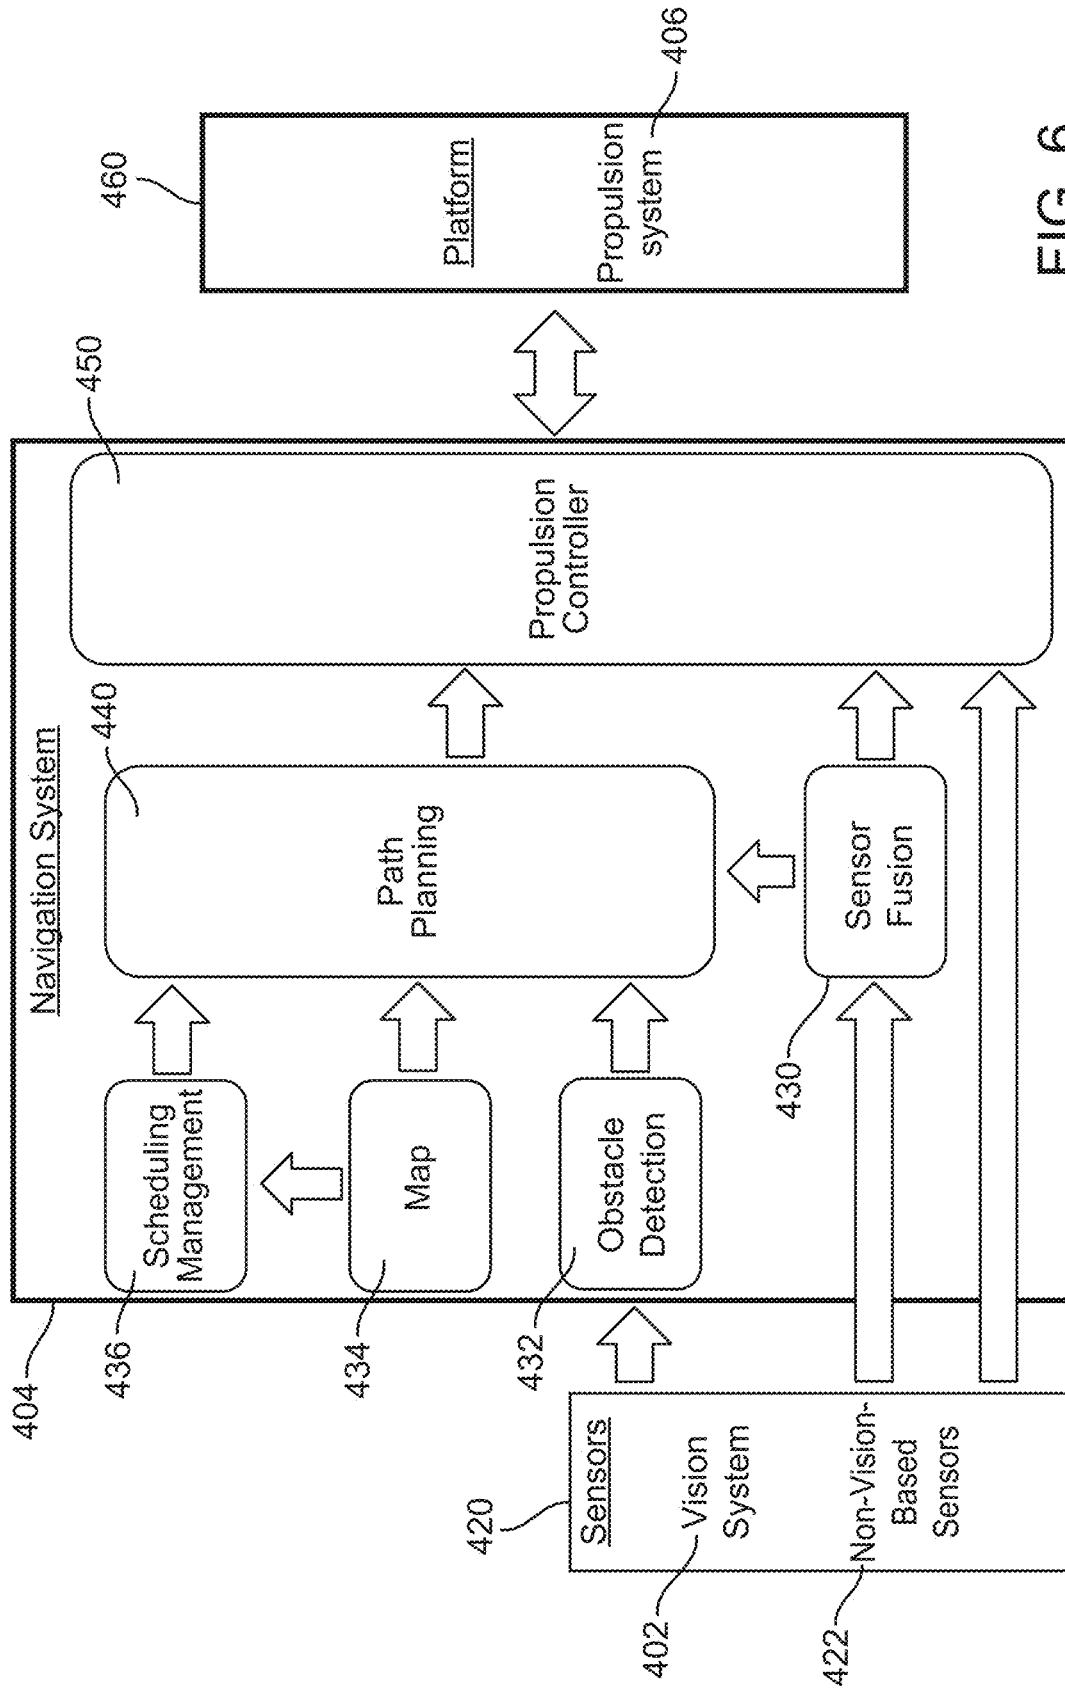 404
Navigation System
436
Scheduling
Management
434
Map
432
Obstacle
Detection
440
Path
Planning
430
Sensor
Fusion
450
Propulsion
Controller
460
Platform
Propulsion
system
406
420
Sensors
402
Vision
System
422
Non-Vision-
Based
Sensors
FIG. 6